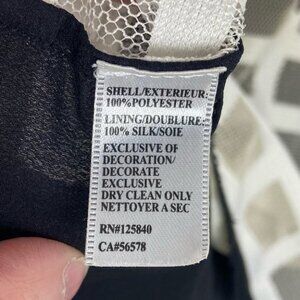 SHELL/EXTERIEUR:
100%POLYESTER
LINING/DOUBLURE:
100% SILK/SOIE
EXCLUSIVE OF
DECORATION/
DECORATE
EXCLUSIVE
DRY CLEAN ONLY
NETTOYER A SEC
RN#125840
CA#56578